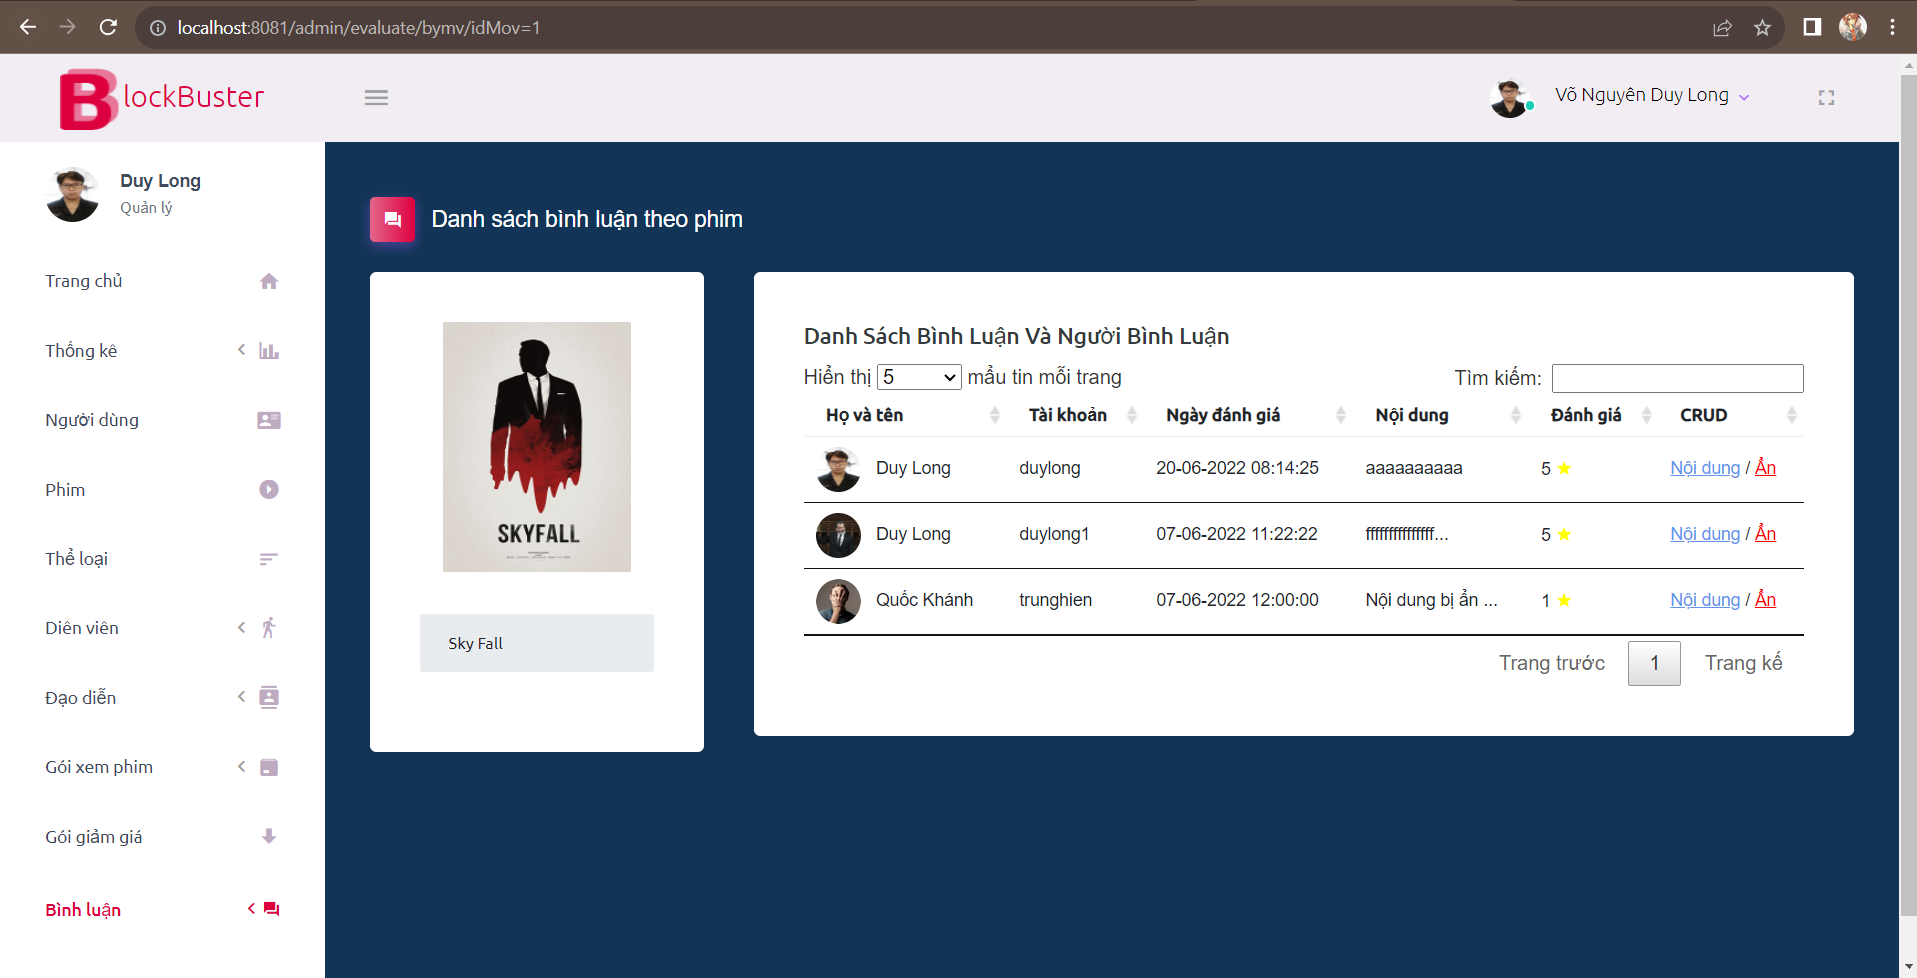 localhost:8081/admin/evaluate/bymv/idMov=1
BlockBuster
Võ Nguyên Duy Long
Duy Long
Quản lý
Trang chủ
Thống kê
Người dùng
Phim
Thể loại
Diên viên
Đạo diễn
Gói xem phim
Gói giảm giá
Bình luận
Danh sách bình luận theo phim
SKYFALL
Sky Fall
Danh Sách Bình Luận Và Người Bình Luận
Hiển thị 5 mẩu tin mỗi trang
Tìm kiếm:
Họ và tên Tài khoản Ngày đánh giá Nội dung Đánh giá CRUD
Duy Long duylong 20-06-2022 08:14:25 aaaaaaaaaa 5 ★ Nội dung / Ẩn
Duy Long duylong1 07-06-2022 11:22:22 fffffffffffffff... 5 ★ Nội dung / Ẩn
Quốc Khánh trunghien 07-06-2022 12:00:00 Nội dung bị ẩn ... 1 ★ Nội dung / Ẩn
Trang trước 1 Trang kế